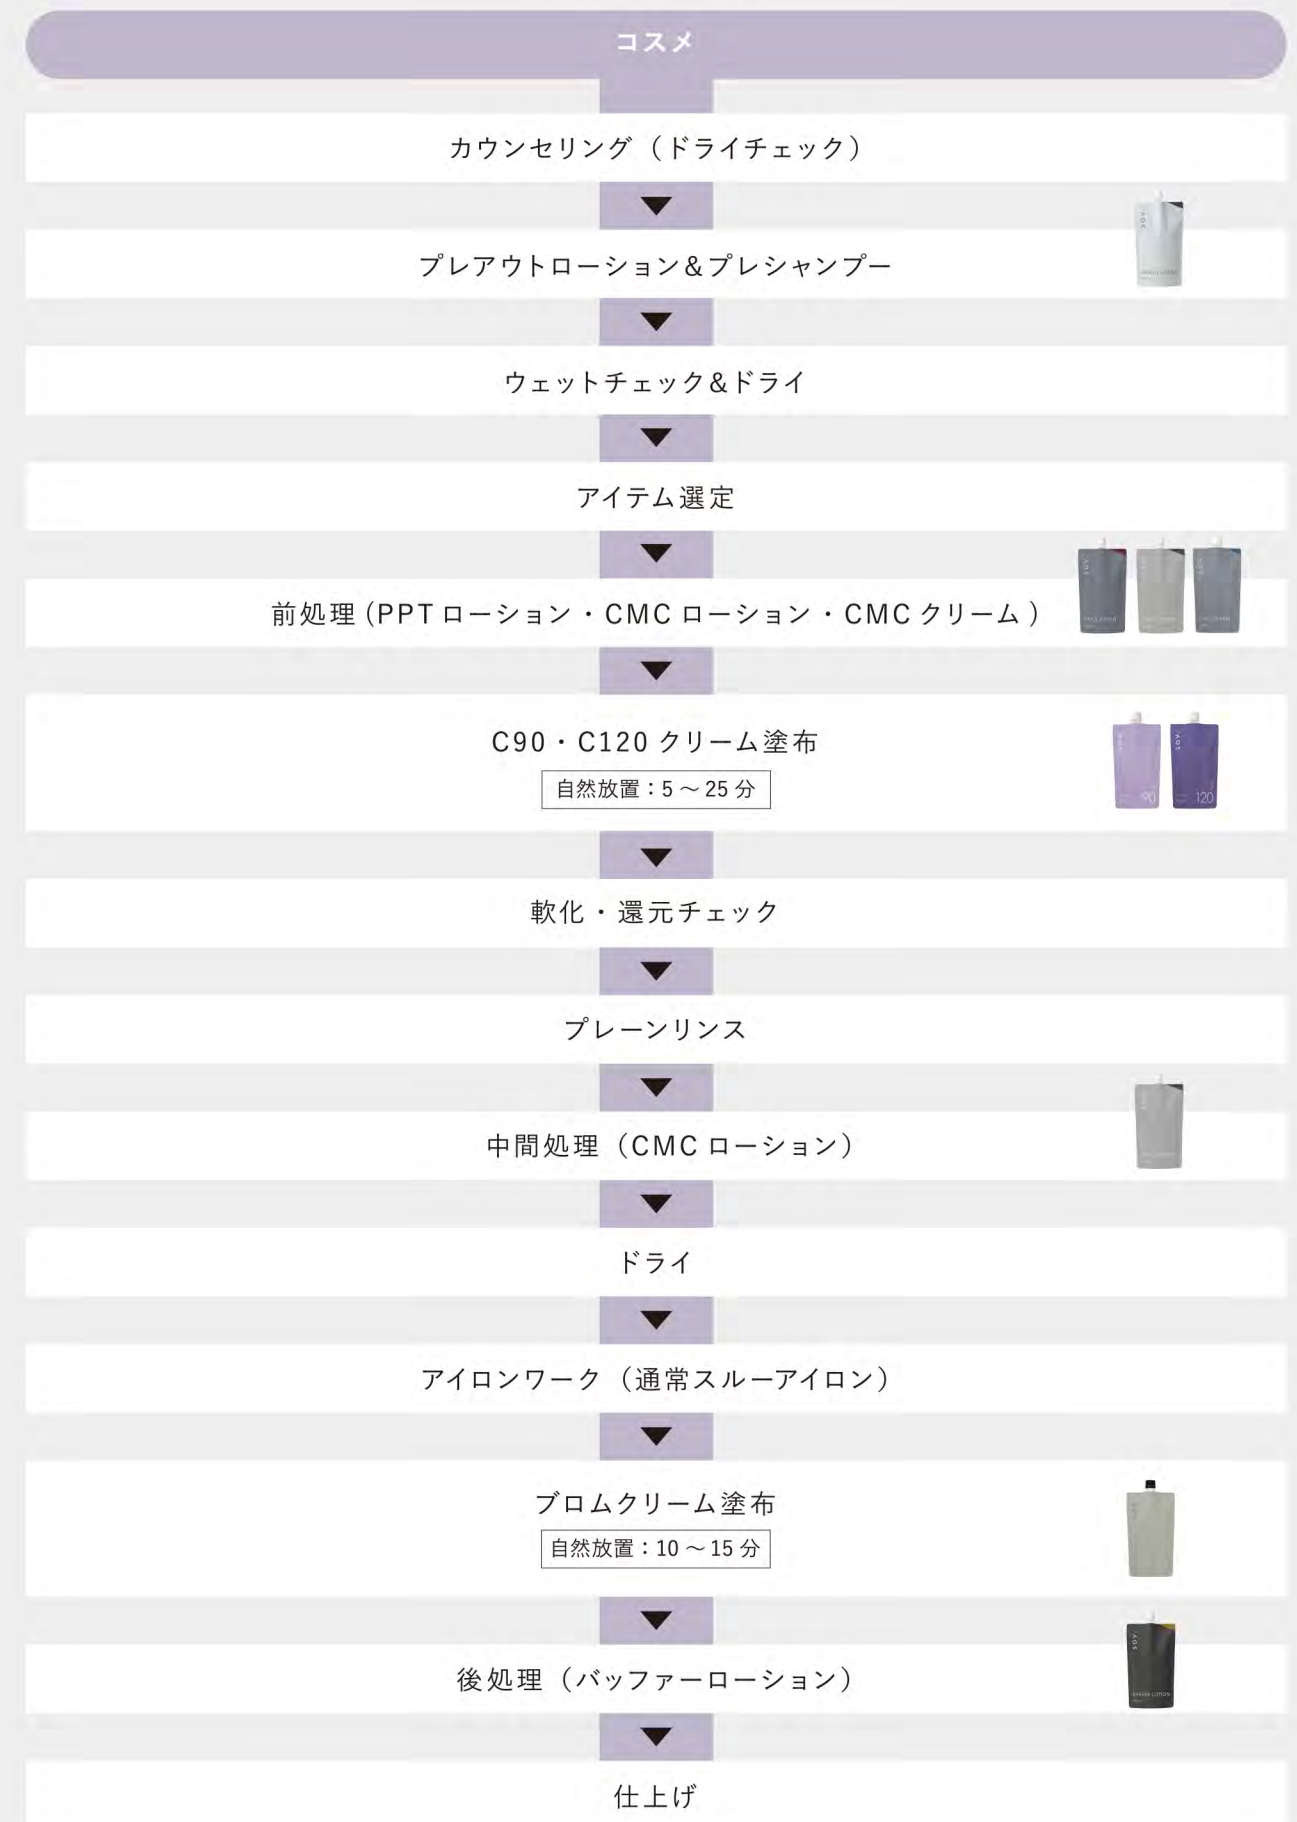 コスメ
カウンセリング（ドライチェック）
プレアウトローション＆プレシャンプー
ウェットチェック＆ドライ
アイテム選定
前処理（PPTローション・CMCローション・CMCクリーム）
C90・C120クリーム塗布
90
120
自然放置：5～25分
軟化・還元チェック
プレーンリンス
中間処理（CMCローション）
ドライ
アイロンワーク（通常スルーアイロン）
ブロムクリーム塗布
自然放置：10～15分
後処理（バッファーローション）
仕上げ